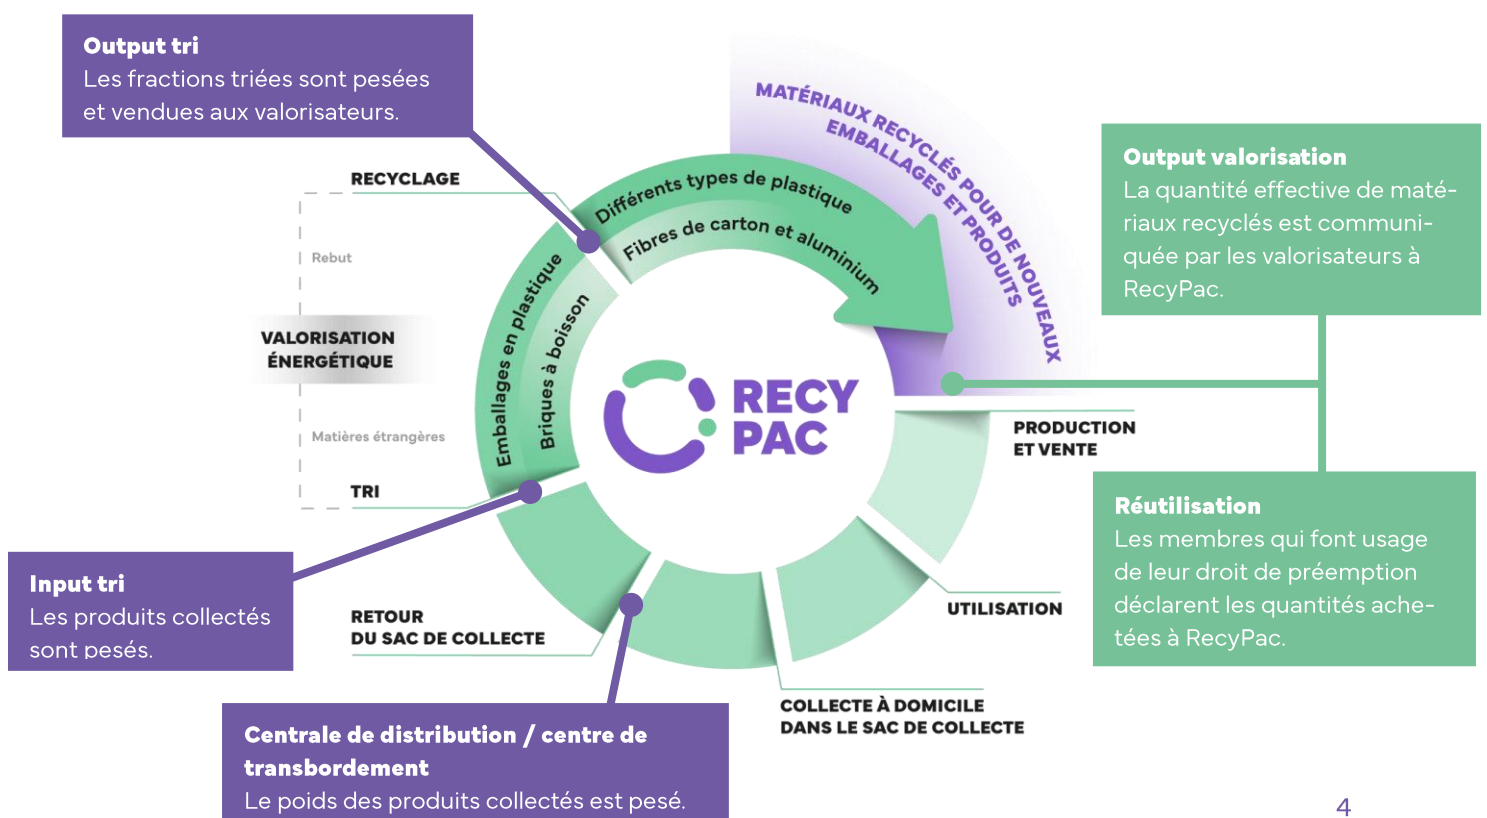 Output tri
Les fractions triées sont pesées
et vendues aux valorisateurs.
MATÉRIAUX RECYCLÉS POUR DE NOUVEAUX
EMBALLAGES ET PRODUITS
Output valorisation
La quantité effective de maté-
riaux recyclés est communi-
quée par les valorisateurs à
RecyPac.
RECYCLAGE
Différents types de plastique
Fibres de carton et aluminium
Rebut
VALORISATION
ÉNERGÉTIQUE
Emballages en plastique
Briques à boisson
Matières étrangères
TRI
RECY
PAC
PRODUCTION
ET VENTE
Réutilisation
Les membres qui font usage
de leur droit de préemption
déclarent les quantités ache-
tées à RecyPac.
Input tri
Les produits collectés
sont pesés.
RETOUR
DU SAC DE COLLECTE
UTILISATION
COLLECTE À DOMICILE
DANS LE SAC DE COLLECTE
Centrale de distribution / centre de
transbordement
Le poids des produits collectés est pesé.
4